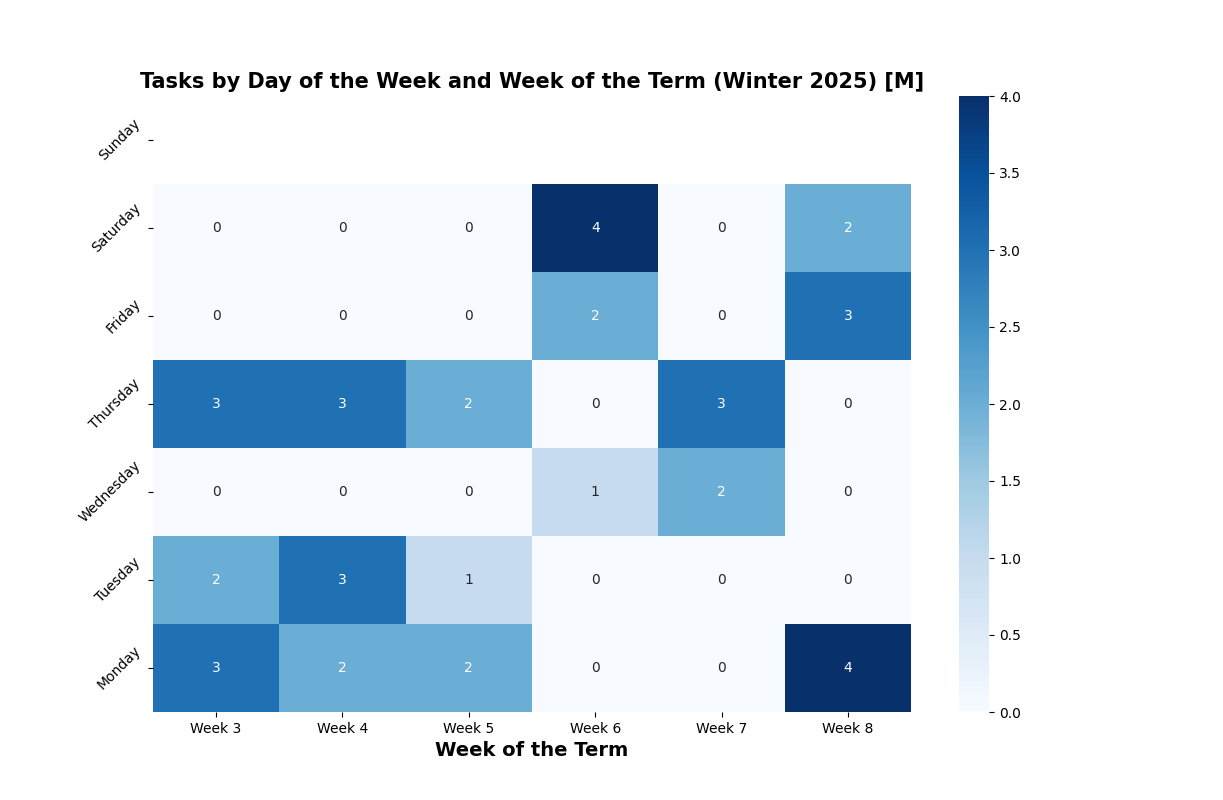 Tasks by Day of the Week and Week of the Term (Winter 2025) [M]
Sunday
Saturday 0 0 0 4 0 2
Friday 0 0 0 2 0 3
Thursday 3 3 2 0 3 0
Wednesday 0 0 0 1 2 0
Tuesday 2 3 1 0 0 0
Monday 3 2 2 0 0 4
Week 3 Week 4 Week 5 Week 6 Week 7 Week 8
Week of the Term
4.0
3.5
3.0
2.5
2.0
1.5
1.0
0.5
0.0